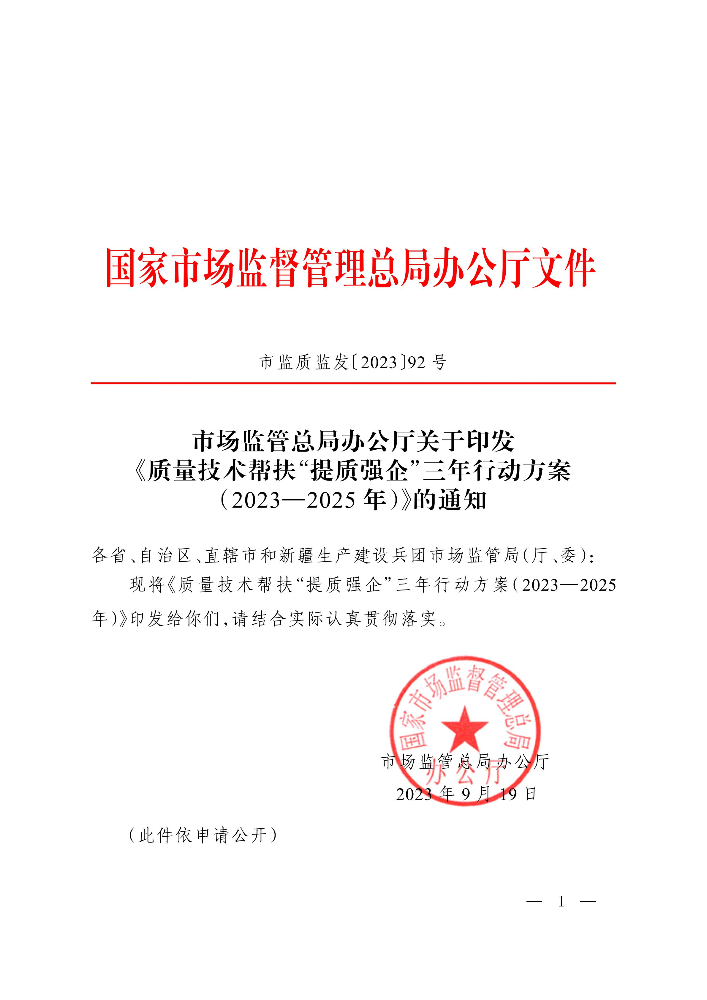 国家市场监督管理总局办公厅文件
市监质监发〔2023〕92号
市场监管总局办公厅关于印发
《质量技术帮扶“提质强企”三年行动方案
（2023—2025年）》的通知
各省、自治区、直辖市和新疆生产建设兵团市场监管局（厅、委）：
现将《质量技术帮扶“提质强企”三年行动方案（2023—2025
年）》印发给你们，请结合实际认真贯彻落实。
国家市场监督管理总局
市场监管总局办公厅
办公厅
2023年9月19日
（此件依申请公开）
— 1 —